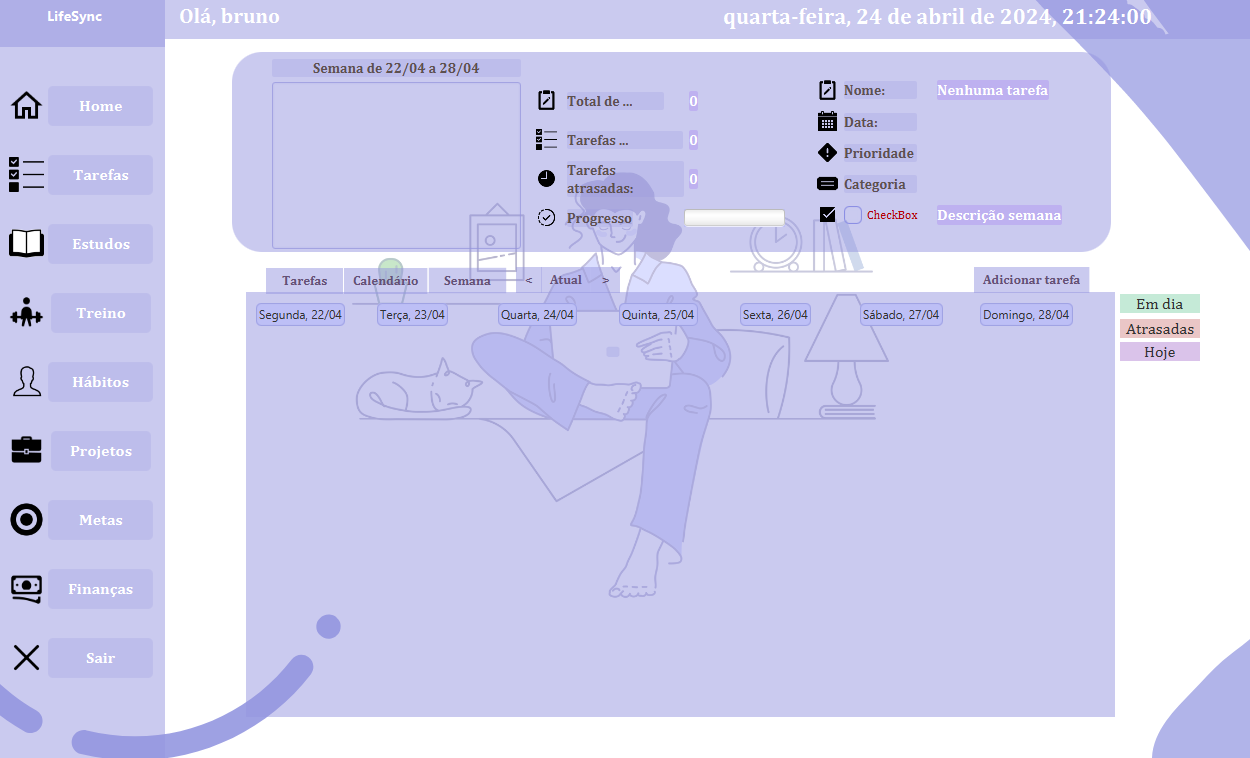 LifeSync
Olá, bruno
quarta-feira, 24 de abril de 2024, 21:24:00
Home
Tarefas
Estudos
Treino
Hábitos
Projetos
Metas
Finanças
Sair
Semana de 22/04 a 28/04
Total de ...
0
Tarefas ...
0
Tarefas
atrasadas:
0
Progresso
Nome:
Nenhuma tarefa
Data:
Prioridade
Categoria
CheckBox
Descrição semana
Tarefas
Calendário
Semana
<
Atual
>
Adicionar tarefa
Segunda, 22/04
Terça, 23/04
Quarta, 24/04
Quinta, 25/04
Sexta, 26/04
Sábado, 27/04
Domingo, 28/04
Em dia
Atrasadas
Hoje